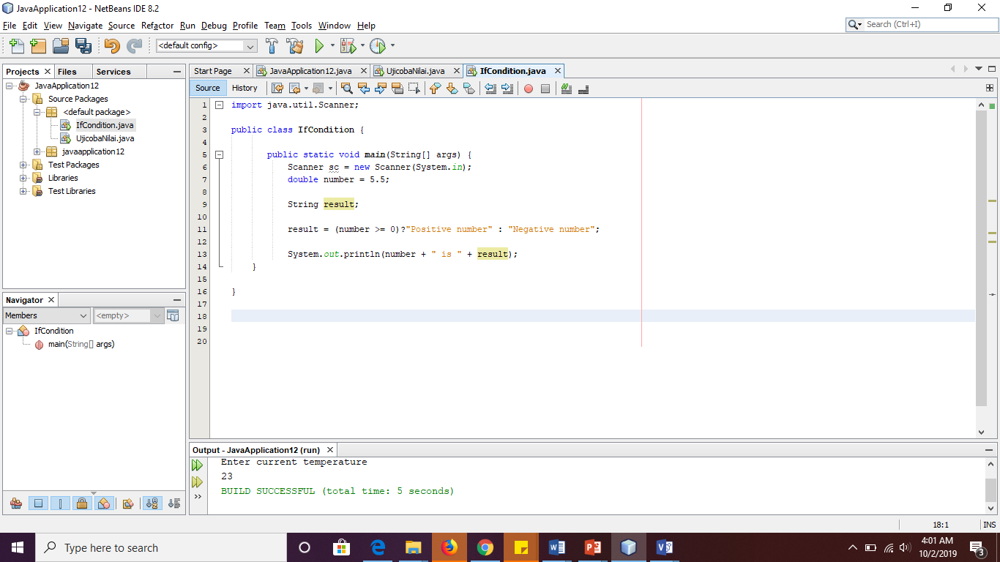 JavaApplication12 - NetBeans IDE 8.2
File Edit View Navigate Source Refactor Run Debug Profile Team Tools Window Help
Search (Ctrl+I)
<default config>
Projects Files Services
JavaApplication12
Source Packages
<default package>
IfCondition.java
UjicobaNilai.java
javaapplication12
Test Packages
Libraries
Test Libraries
Start Page JavaApplication12.java UjicobaNilai.java IfCondition.java
Source History
1 import java.util.Scanner;
2
3 public class IfCondition {
4
5 public static void main(String[] args) {
6 Scanner sc = new Scanner(System.in);
7 double number = 5.5;
8
9 String result;
10
11 result = (number >= 0)?"Positive number" : "Negative number";
12
13 System.out.println(number + " is " + result);
14 }
15
16 }
17
18
19
20
Navigator
Members <empty>
IfCondition
main(String[] args)
Output - JavaApplication12 (run)
Enter current temperature
23
BUILD SUCCESSFUL (total time: 5 seconds)
18:1 INS
Type here to search
4:01 AM
10/2/2019
3